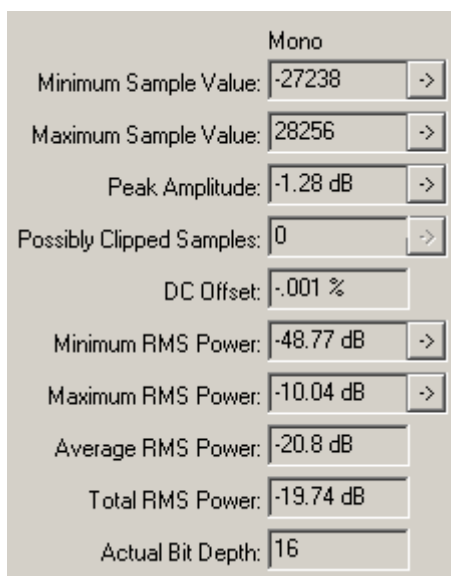 Mono
Minimum Sample Value: -27238 ->
Maximum Sample Value: 28256 ->
Peak Amplitude: -1.28 dB ->
Possibly Clipped Samples: 0 ->
DC Offset: -.001 %
Minimum RMS Power: -48.77 dB ->
Maximum RMS Power: -10.04 dB ->
Average RMS Power: -20.8 dB
Total RMS Power: -19.74 dB
Actual Bit Depth: 16